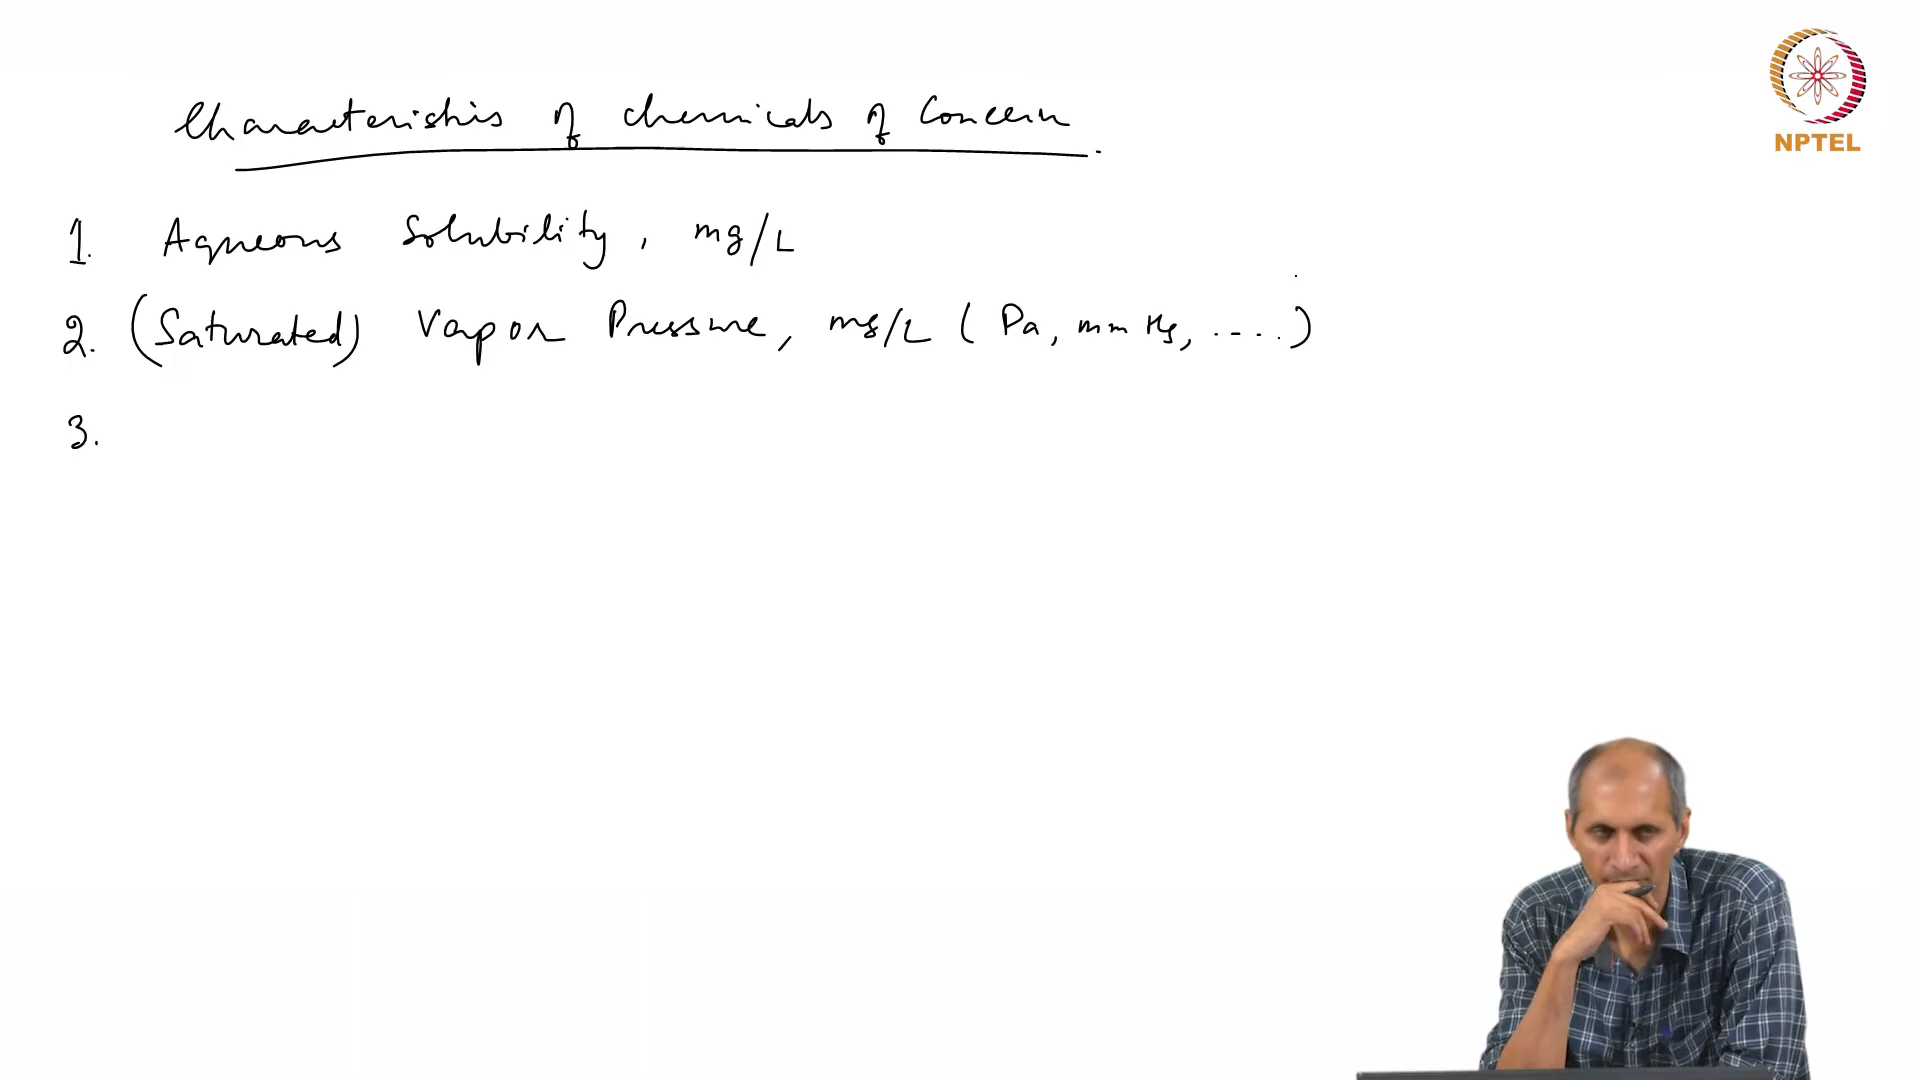 NPTEL
Characteristics of chemicals of Concern.
1. Aqueous Solubility, mg/L
2. (Saturated) Vapor Pressure, mg/L (Pa, mm Hg, ....)
3.